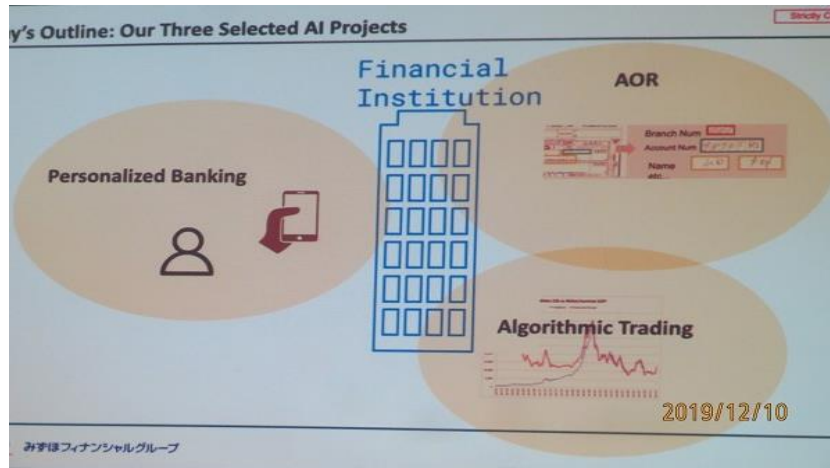 y's Outline: Our Three Selected AI Projects
Strictly C
Financial
Institution
AOR
Branch Num
Account Num
Name
etc...
Personalized Banking
Algorithmic Trading
2019/12/10
みずほフィナンシャルグループ